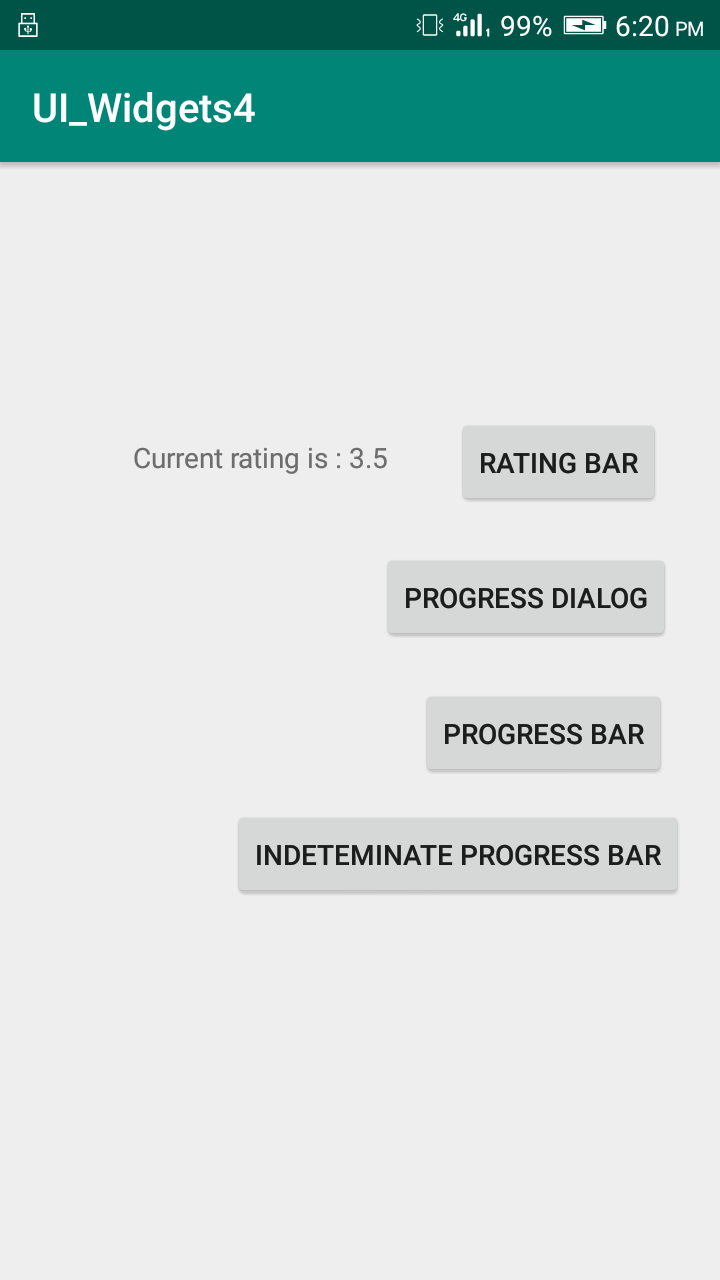 4G 1 99% 6:20 PM
UI_Widgets4
Current rating is : 3.5 RATING BAR
PROGRESS DIALOG
PROGRESS BAR
INDETEMINATE PROGRESS BAR